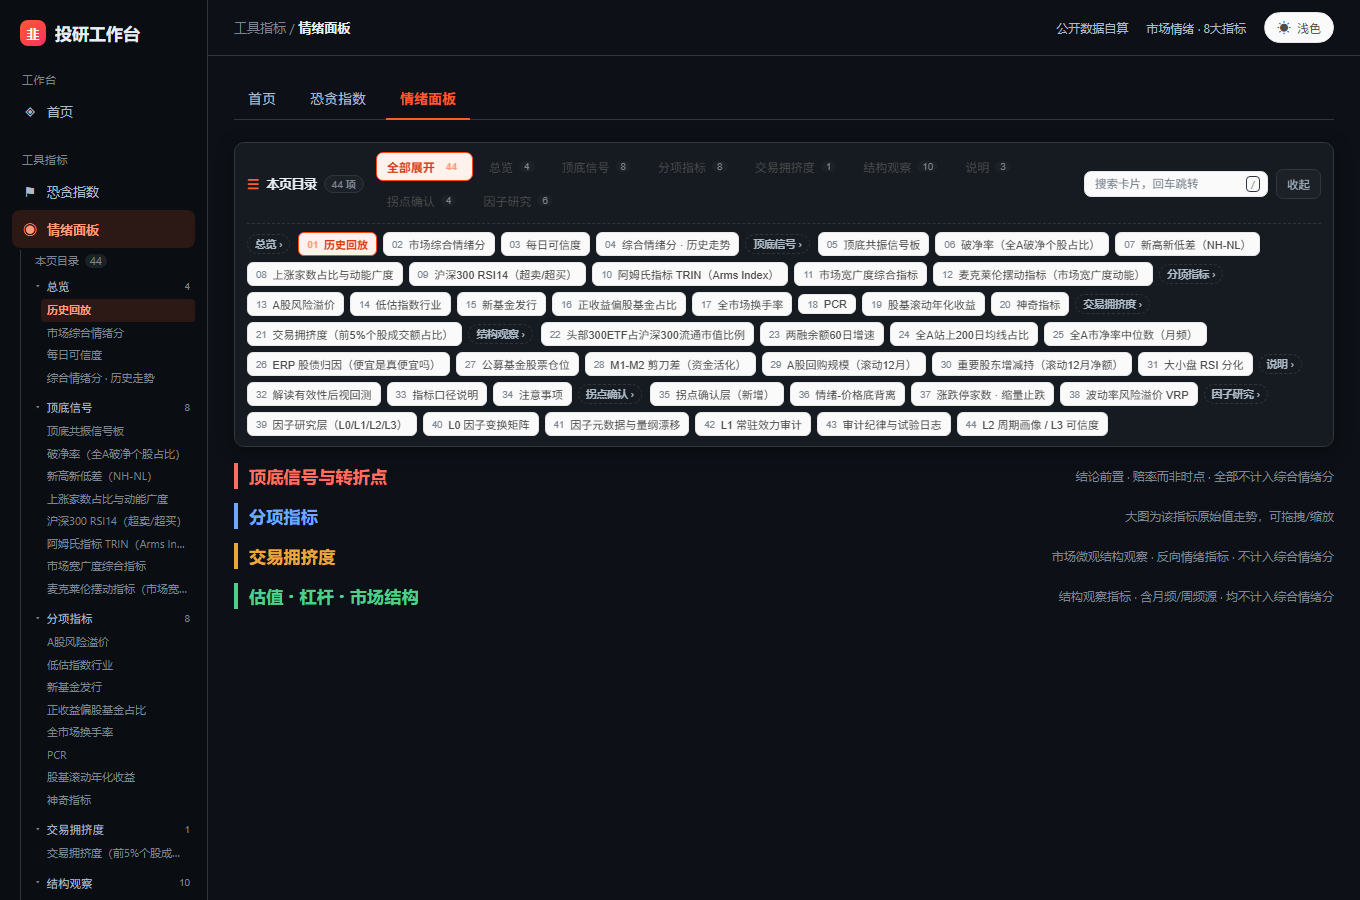 韭 投研工作台
工作台
◈ 首页
工具指标
⚑ 恐贪指数
◉ 情绪面板
本页目录 44
总览 4
历史回放
市场综合情绪分
每日可信度
综合情绪分 · 历史走势
顶底信号 8
顶底共振信号板
破净率（全A破净个股占比）
新高新低差（NH-NL）
上涨家数占比与动能广度
沪深300 RSI14（超卖/超买）
阿姆氏指标 TRIN（Arms In...
市场宽广度综合指标
麦克莱伦摆动指标（市场宽...
分项指标 8
A股风险溢价
低估指数行业
新基金发行
正收益偏股基金占比
全市场换手率
PCR
股基滚动年化收益
神奇指标
交易拥挤度 1
交易拥挤度（前5%个股成...
结构观察 10
工具指标 / 情绪面板
公开数据自算 市场情绪 · 8大指标 浅色
首页 恐贪指数 情绪面板
☰ 本页目录 44 项
全部展开 44 总览 4 顶底信号 8 分项指标 8 交易拥挤度 1 结构观察 10 说明 3
拐点确认 4 因子研究 6
搜索卡片，回车跳转 / 收起
总览 › 01 历史回放 02 市场综合情绪分 03 每日可信度 04 综合情绪分 · 历史走势 顶底信号 › 05 顶底共振信号板 06 破净率（全A破净个股占比） 07 新高新低差（NH-NL）
08 上涨家数占比与动能广度 09 沪深300 RSI14（超卖/超买） 10 阿姆氏指标 TRIN（Arms Index） 11 市场宽广度综合指标 12 麦克莱伦摆动指标（市场宽广度动能） 分项指标 ›
13 A股风险溢价 14 低估指数行业 15 新基金发行 16 正收益偏股基金占比 17 全市场换手率 18 PCR 19 股基滚动年化收益 20 神奇指标 交易拥挤度 ›
21 交易拥挤度（前5%个股成交额占比） 结构观察 › 22 头部300ETF占沪深300流通市值比例 23 两融余额60日增速 24 全A站上200日均线占比 25 全A市净率中位数（月频）
26 ERP 股债归因（便宜是真便宜吗） 27 公募基金股票仓位 28 M1-M2 剪刀差（资金活化） 29 A股回购规模（滚动12月） 30 重要股东增减持（滚动12月净额） 31 大小盘 RSI 分化 说明 ›
32 解读有效性后视回测 33 指标口径说明 34 注意事项 拐点确认 › 35 拐点确认层（新增） 36 情绪-价格底背离 37 涨跌停家数 · 缩量止跌 38 波动率风险溢价 VRP 因子研究 ›
39 因子研究层（L0/L1/L2/L3） 40 L0 因子变换矩阵 41 因子元数据与量纲漂移 42 L1 常驻效力审计 43 审计纪律与试验日志 44 L2 周期画像 / L3 可信度
顶底信号与转折点 结论前置 · 赔率而非时点 · 全部不计入综合情绪分
分项指标 大图为该指标原始值走势，可拖拽/缩放
交易拥挤度 市场微观结构观察 · 反向情绪指标 · 不计入综合情绪分
估值 · 杠杆 · 市场结构 结构观察指标 · 含月频/周频源 · 均不计入综合情绪分